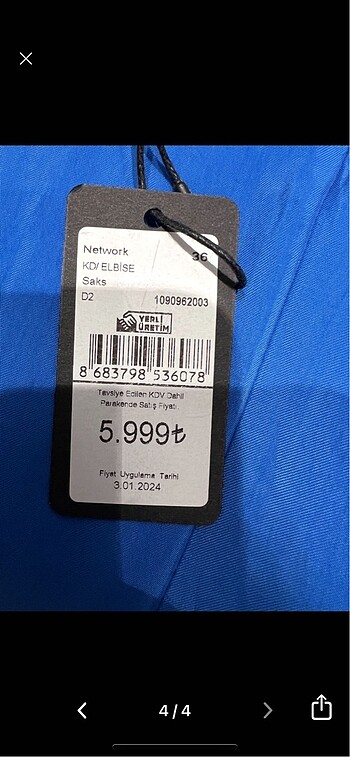 Network
36
KD/ ELBİSE
Saks
D2
1090962003
YERLİ
ÜRETİM
8 683798 536078
Tavsiye Edilen KDV Dahil
Parakende Satış Fiyatı.
5.999₺
Fiyat Uygulama Tarihi
3.01.2024
4/4